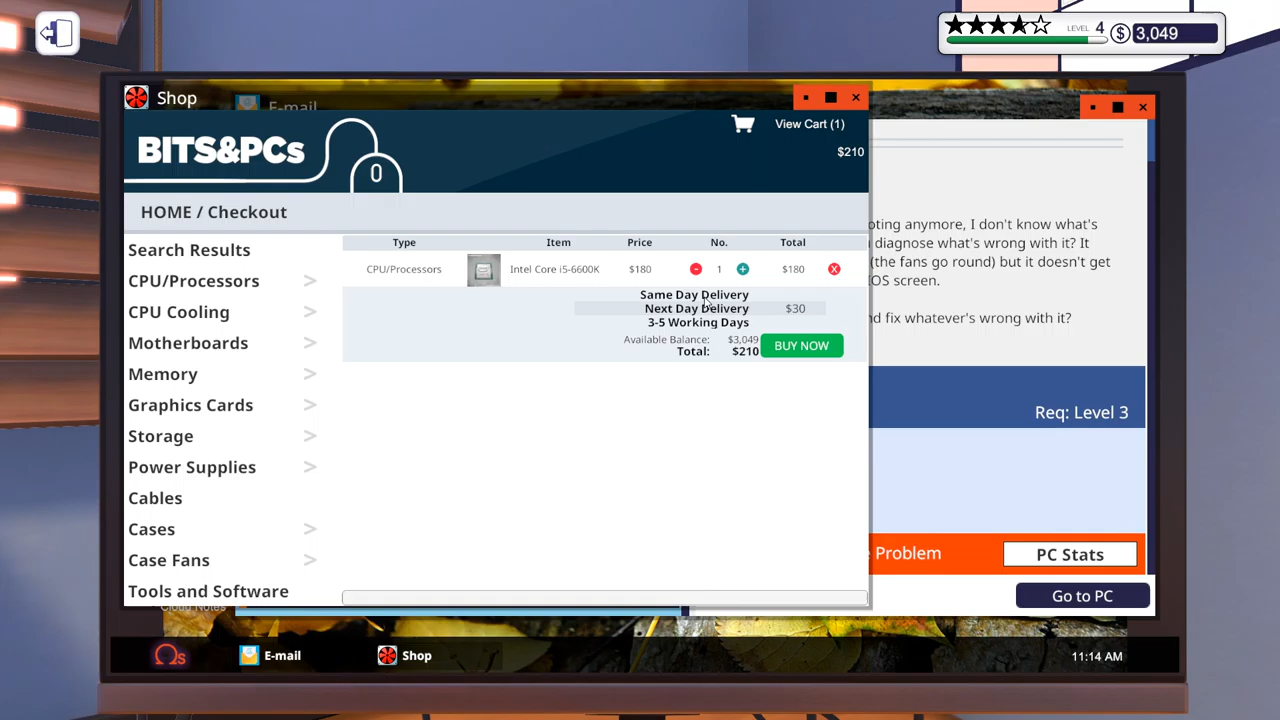 LEVEL 4
$ 3,049
Shop
E-mail
View Cart (1)
$210
BITS&PCs
HOME / Checkout
Search Results
CPU/Processors >
CPU Cooling >
Motherboards >
Memory >
Graphics Cards >
Storage >
Power Supplies >
Cables
Cases >
Case Fans >
Tools and Software
Type Item Price No. Total
CPU/Processors Intel Core i5-6600K $180 - 1 + $180 X
Same Day Delivery
Next Day Delivery $30
3-5 Working Days
Available Balance: $3,049
Total: $210
BUY NOW
oting anymore, I don't know what's
diagnose what's wrong with it? It
(the fans go round) but it doesn't get
IOS screen.
nd fix whatever's wrong with it?
Req: Level 3
e Problem
PC Stats
Go to PC
Cloud Notes
Ωs
E-mail
Shop
11:14 AM